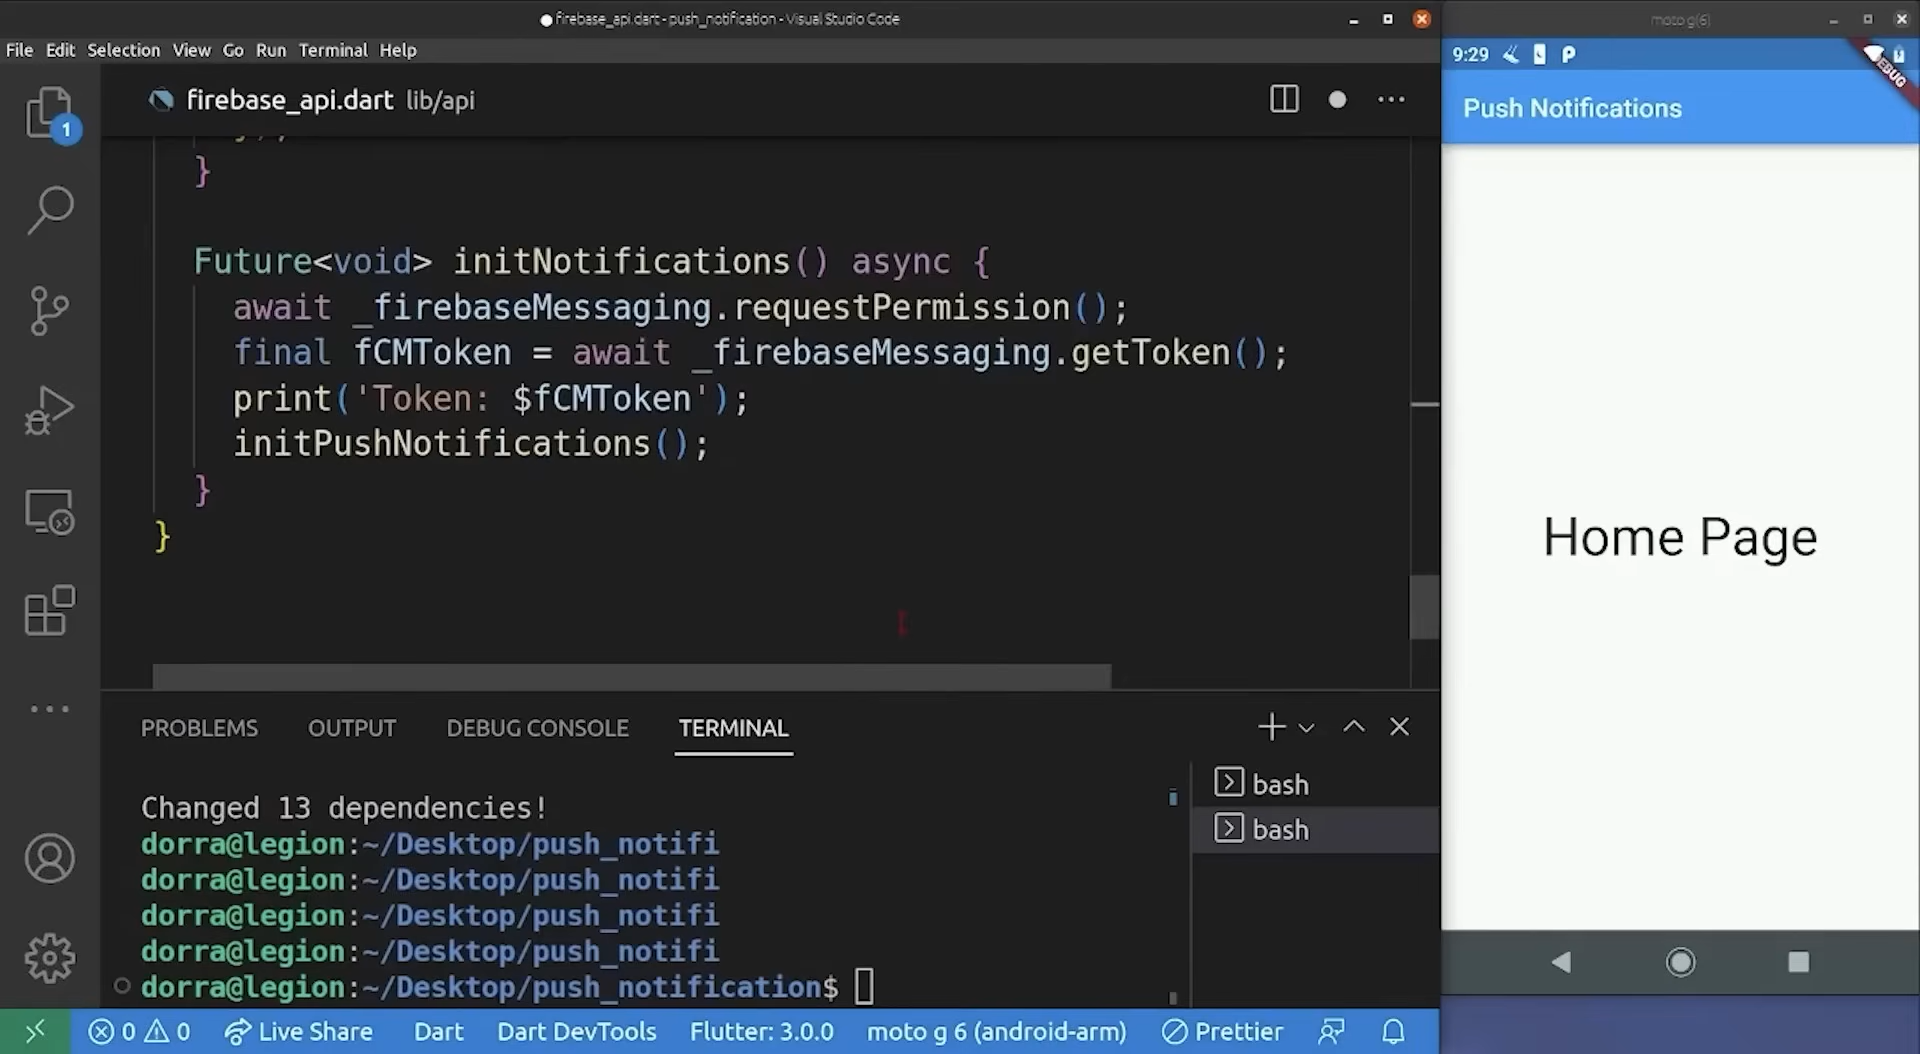 firebase_api.dart - push_notification - Visual Studio Code
File Edit Selection View Go Run Terminal Help
1
firebase_api.dart lib/api
}
Future<void> initNotifications() async {
await _firebaseMessaging.requestPermission();
final fCMToken = await _firebaseMessaging.getToken();
print('Token: $fCMToken');
initPushNotifications();
}
}
PROBLEMS OUTPUT DEBUG CONSOLE TERMINAL
Changed 13 dependencies!
dorra@legion:~/Desktop/push_notifi
dorra@legion:~/Desktop/push_notifi
dorra@legion:~/Desktop/push_notifi
dorra@legion:~/Desktop/push_notifi
dorra@legion:~/Desktop/push_notification$
bash
bash
0 0 Live Share Dart Dart DevTools Flutter: 3.0.0 moto g 6 (android-arm) Prettier
moto g(6)
9:29
DEBUG
Push Notifications
Home Page